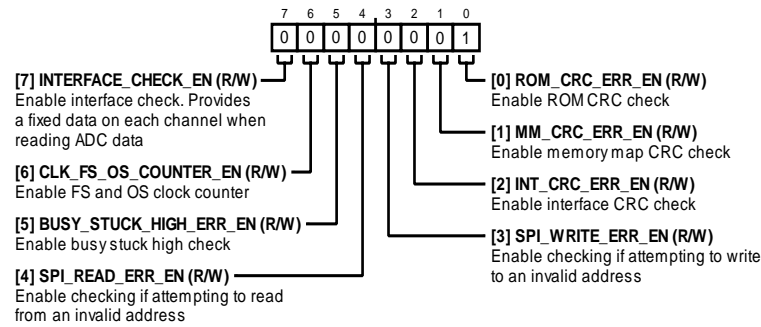 7 6 5 4 3 2 1 0
0 0 0 0 0 0 0 1
[7] INTERFACE_CHECK_EN (R/W)
Enable interface check. Provides
a fixed data on each channel when
reading ADC data
[6] CLK_FS_OS_COUNTER_EN (R/W)
Enable FS and OS clock counter
[5] BUSY_STUCK_HIGH_ERR_EN (R/W)
Enable busy stuck high check
[4] SPI_READ_ERR_EN (R/W)
Enable checking if attempting to read
from an invalid address
[0] ROM_CRC_ERR_EN (R/W)
Enable ROM CRC check
[1] MM_CRC_ERR_EN (R/W)
Enable memory map CRC check
[2] INT_CRC_ERR_EN (R/W)
Enable interface CRC check
[3] SPI_WRITE_ERR_EN (R/W)
Enable checking if attempting to write
to an invalid address